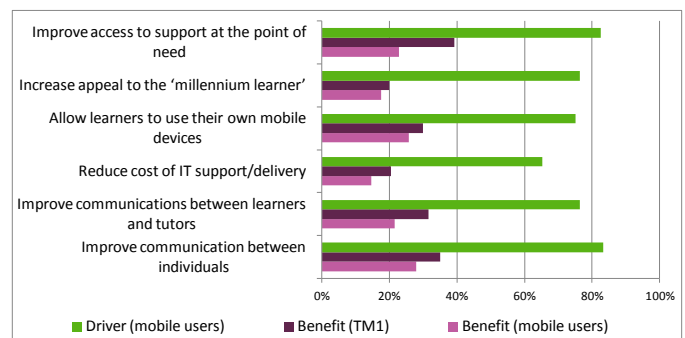 Improve access to support at the point of
need
Increase appeal to the ‘millennium learner’
Allow learners to use their own mobile
devices
Reduce cost of IT support/delivery
Improve communications between learners
and tutors
Improve communication between
individuals
0% 20% 40% 60% 80% 100%
Driver (mobile users) Benefit (TM1) Benefit (mobile users)